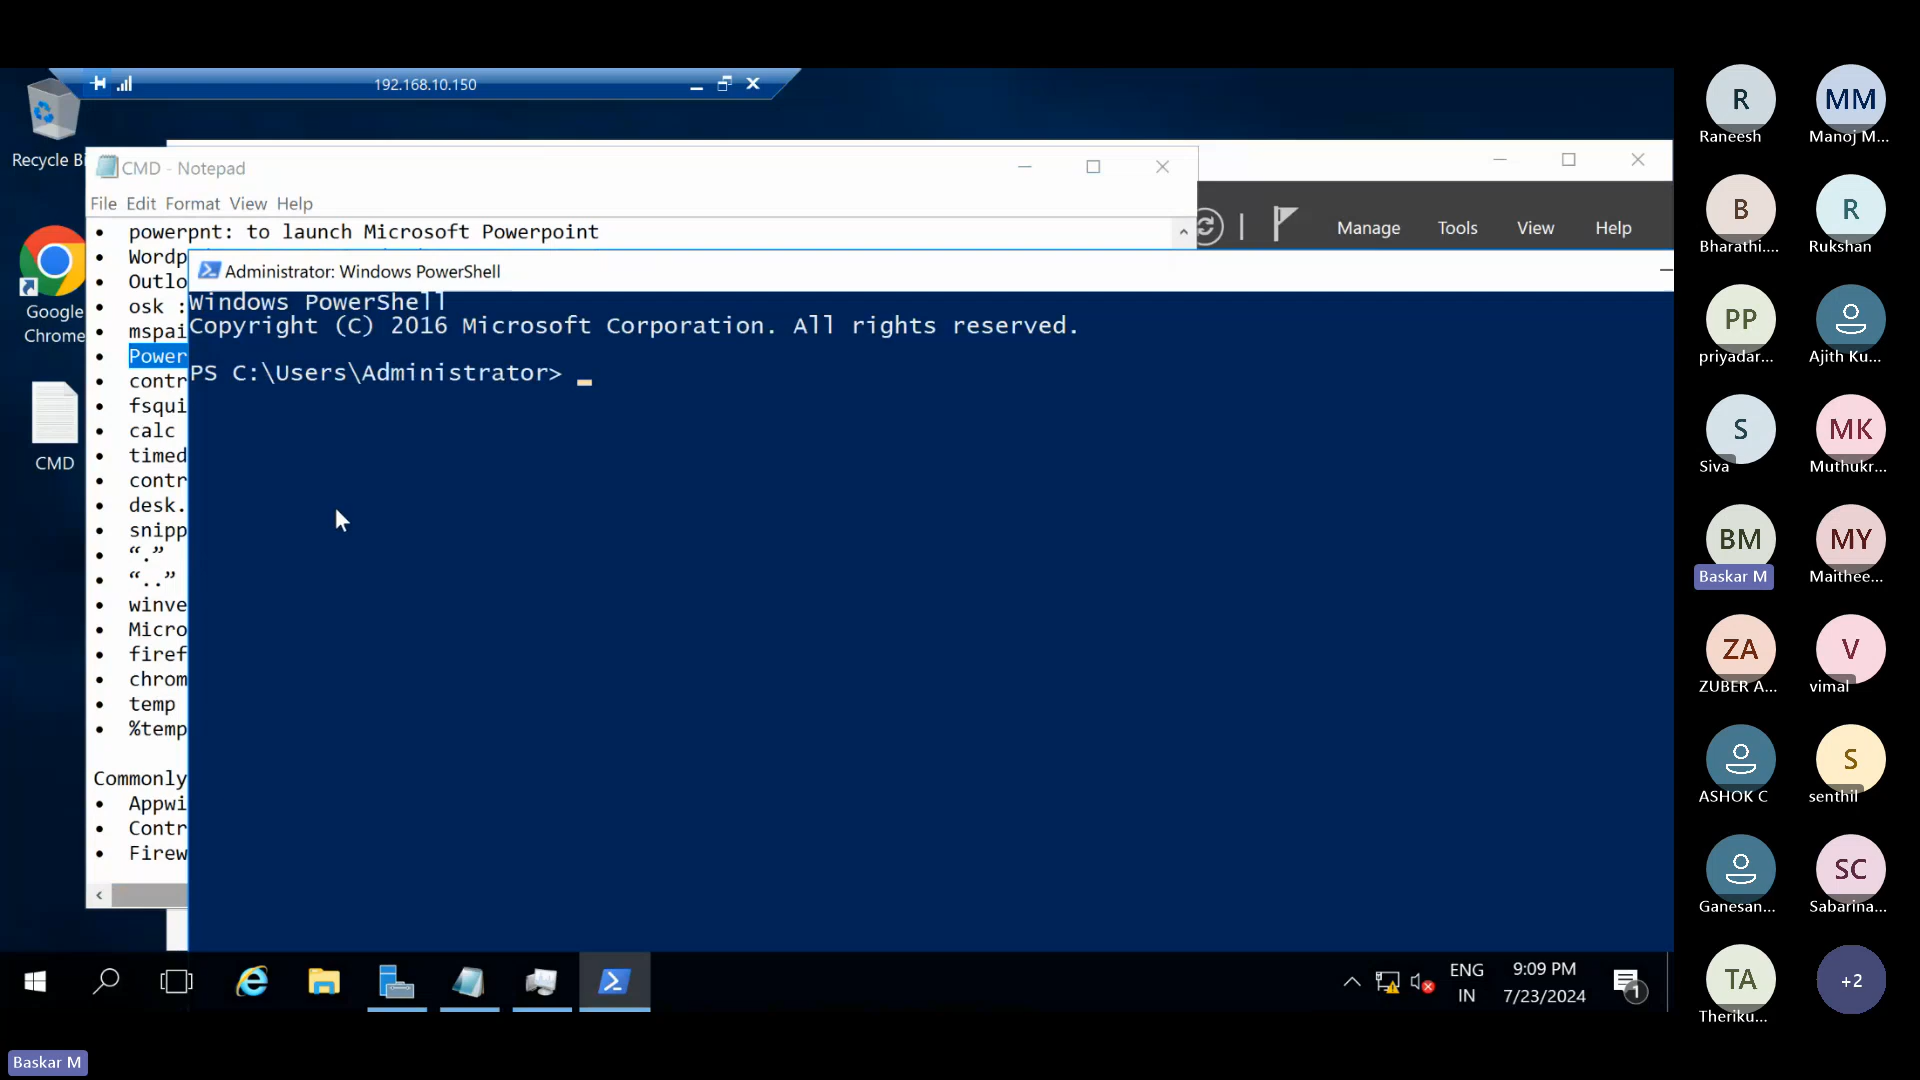 192.168.10.150
Recycle Bi
Google
Chrome
CMD
CMD - Notepad
File Edit Format View Help
• powerpnt: to launch Microsoft Powerpoint
• Wordp
• Outlo
• osk :
• mspai
• Power
• contr
• fsqui
• calc
• timed
• contr
• desk.
• snipp
• “.”
• “..”
• winve
• Micro
• firef
• chrom
• temp
• %temp
Commonly
• Appwi
• Contr
• Firew
Manage Tools View Help
Administrator: Windows PowerShell
Windows PowerShell
Copyright (C) 2016 Microsoft Corporation. All rights reserved.
PS C:\Users\Administrator>
ENG
IN
9:09 PM
7/23/2024
1
R
Raneesh
MM
Manoj M...
B
Bharathi....
R
Rukshan
PP
priyadar...
Ajith Ku...
S
Siva
MK
Muthukr...
BM
Baskar M
MY
Maithee...
ZA
ZUBER A...
V
vimal
ASHOK C
S
senthil
Ganesan...
SC
Sabarina...
TA
Theriku...
+2
Baskar M